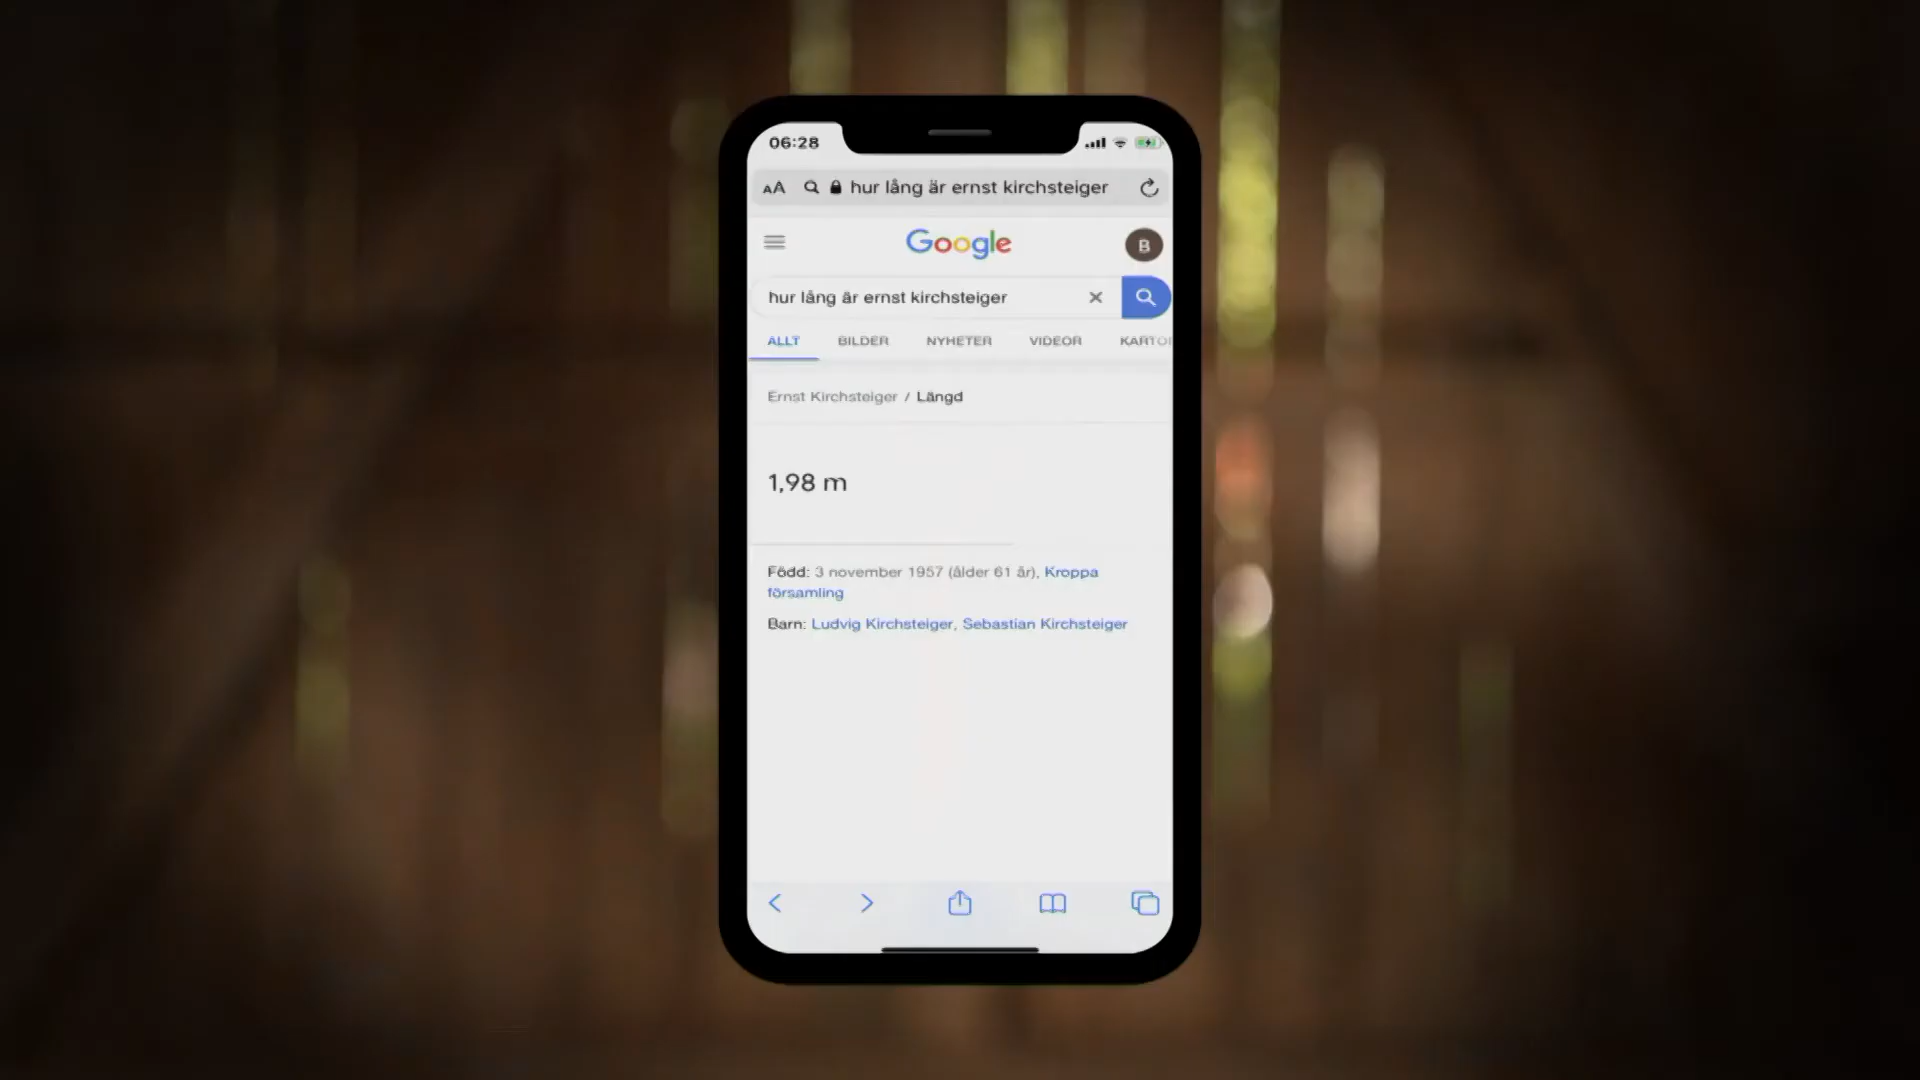 06:28
AA hur lång är ernst kirchsteiger
Google
B
hur lång är ernst kirchsteiger
ALLT BILDER NYHETER VIDEOR KARTOR
Ernst Kirchsteiger / Längd
1,98 m
Född: 3 november 1957 (ålder 61 år), Kroppa
församling
Barn: Ludvig Kirchsteiger, Sebastian Kirchsteiger